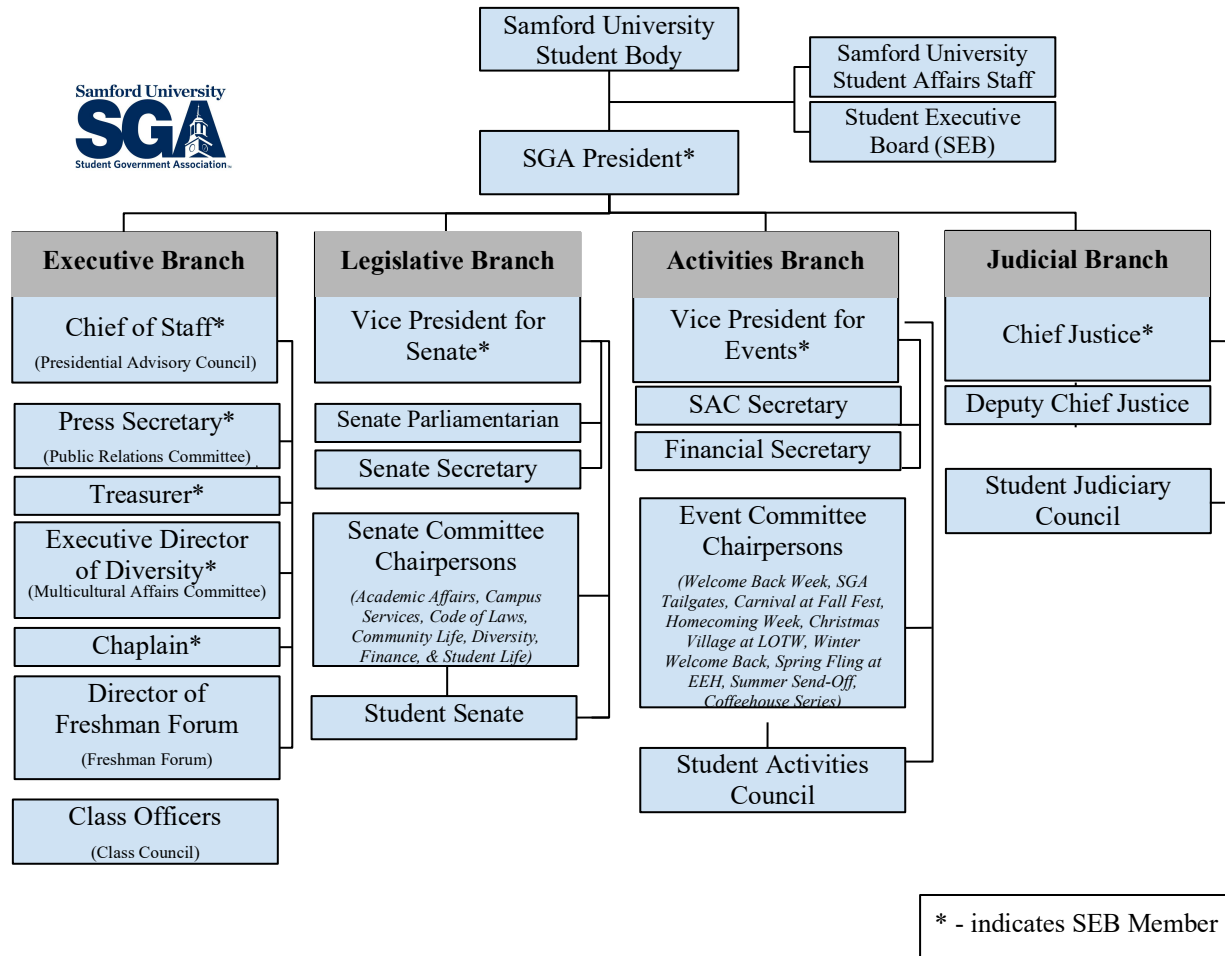 Samford University
Student Body
Samford University
Student Affairs Staff
Student Executive
Board (SEB)
Samford University
SGA
Student Government Association
SGA President*
Executive Branch
Chief of Staff*
(Presidential Advisory Council)
Press Secretary*
(Public Relations Committee)
Treasurer*
Executive Director
of Diversity*
(Multicultural Affairs Committee)
Chaplain*
Director of
Freshman Forum
(Freshman Forum)
Class Officers
(Class Council)
Legislative Branch
Vice President for
Senate*
Senate Parliamentarian
Senate Secretary
Senate Committee
Chairpersons
(Academic Affairs, Campus
Services, Code of Laws,
Community Life, Diversity,
Finance, & Student Life)
Student Senate
Activities Branch
Vice President for
Events*
SAC Secretary
Financial Secretary
Event Committee
Chairpersons
(Welcome Back Week, SGA
Tailgates, Carnival at Fall Fest,
Homecoming Week, Christmas
Village at LOTW, Winter
Welcome Back, Spring Fling at
EEH, Summer Send-Off,
Coffeehouse Series)
Student Activities
Council
Judicial Branch
Chief Justice*
Deputy Chief Justice
Student Judiciary
Council
* - indicates SEB Member